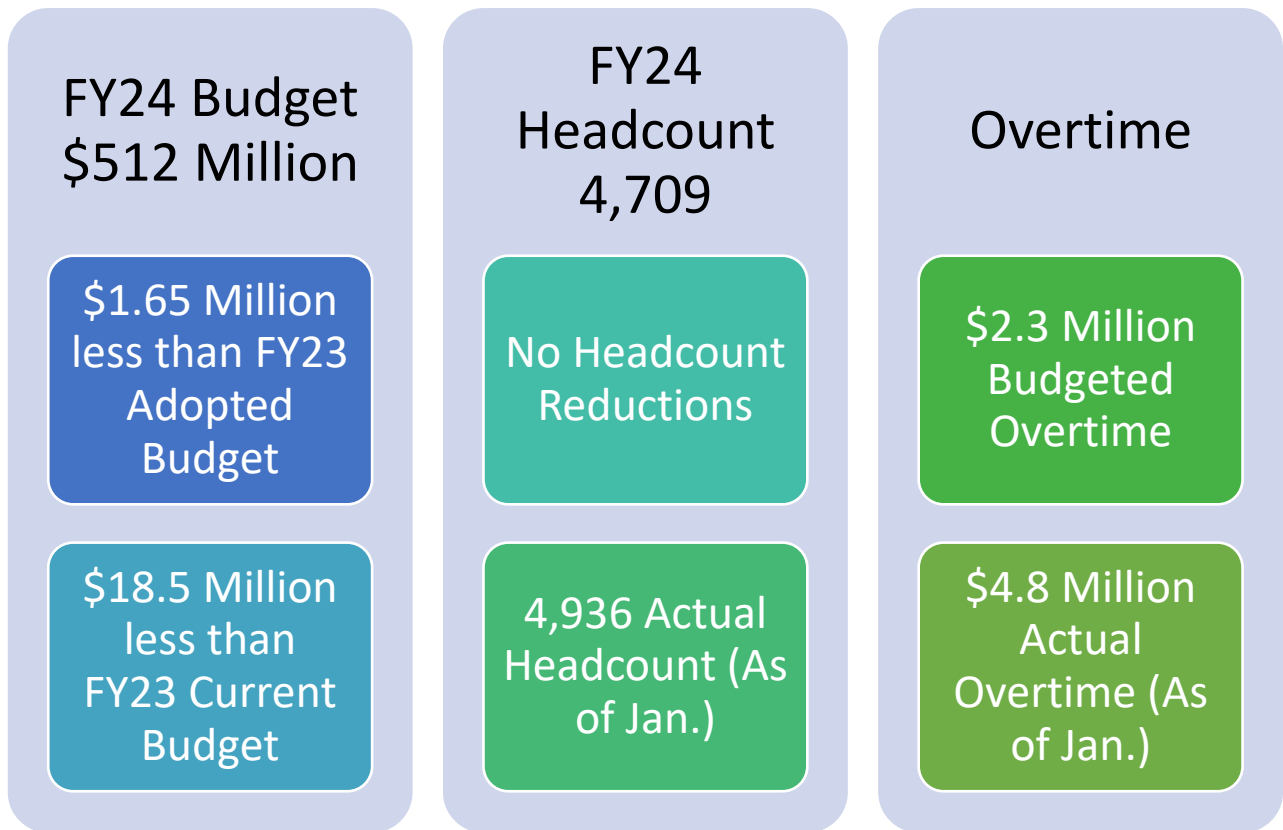 FY24 Budget
$512 Million
$1.65 Million
less than FY23
Adopted
Budget
$18.5 Million
less than
FY23 Current
Budget
FY24
Headcount
4,709
No Headcount
Reductions
4,936 Actual
Headcount (As
of Jan.)
Overtime
$2.3 Million
Budgeted
Overtime
$4.8 Million
Actual
Overtime (As
of Jan.)